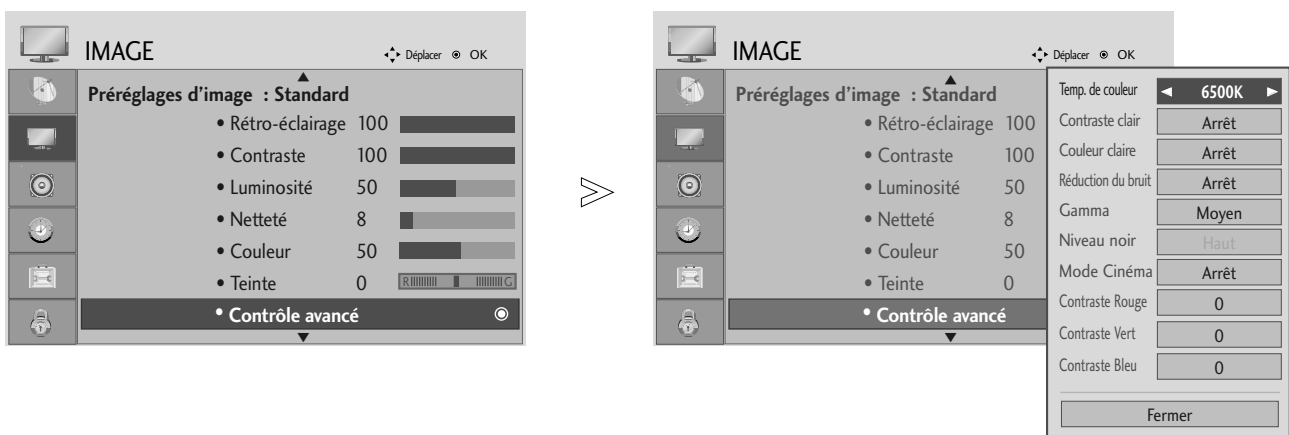 IMAGE
Déplacer OK
Préréglages d'image : Standard
• Rétro-éclairage 100
• Contraste 100
• Luminosité 50
• Netteté 8
• Couleur 50
• Teinte 0 R G
• Contrôle avancé
IMAGE
Déplacer OK
Préréglages d'image : Standard
• Rétro-éclairage 100
• Contraste 100
• Luminosité 50
• Netteté 8
• Couleur 50
• Teinte 0
• Contrôle avancé
Temp. de couleur 6500K
Contraste clair Arrêt
Couleur claire Arrêt
Réduction du bruit Arrêt
Gamma Moyen
Niveau noir Haut
Mode Cinéma Arrêt
Contraste Rouge 0
Contraste Vert 0
Contraste Bleu 0
Fermer